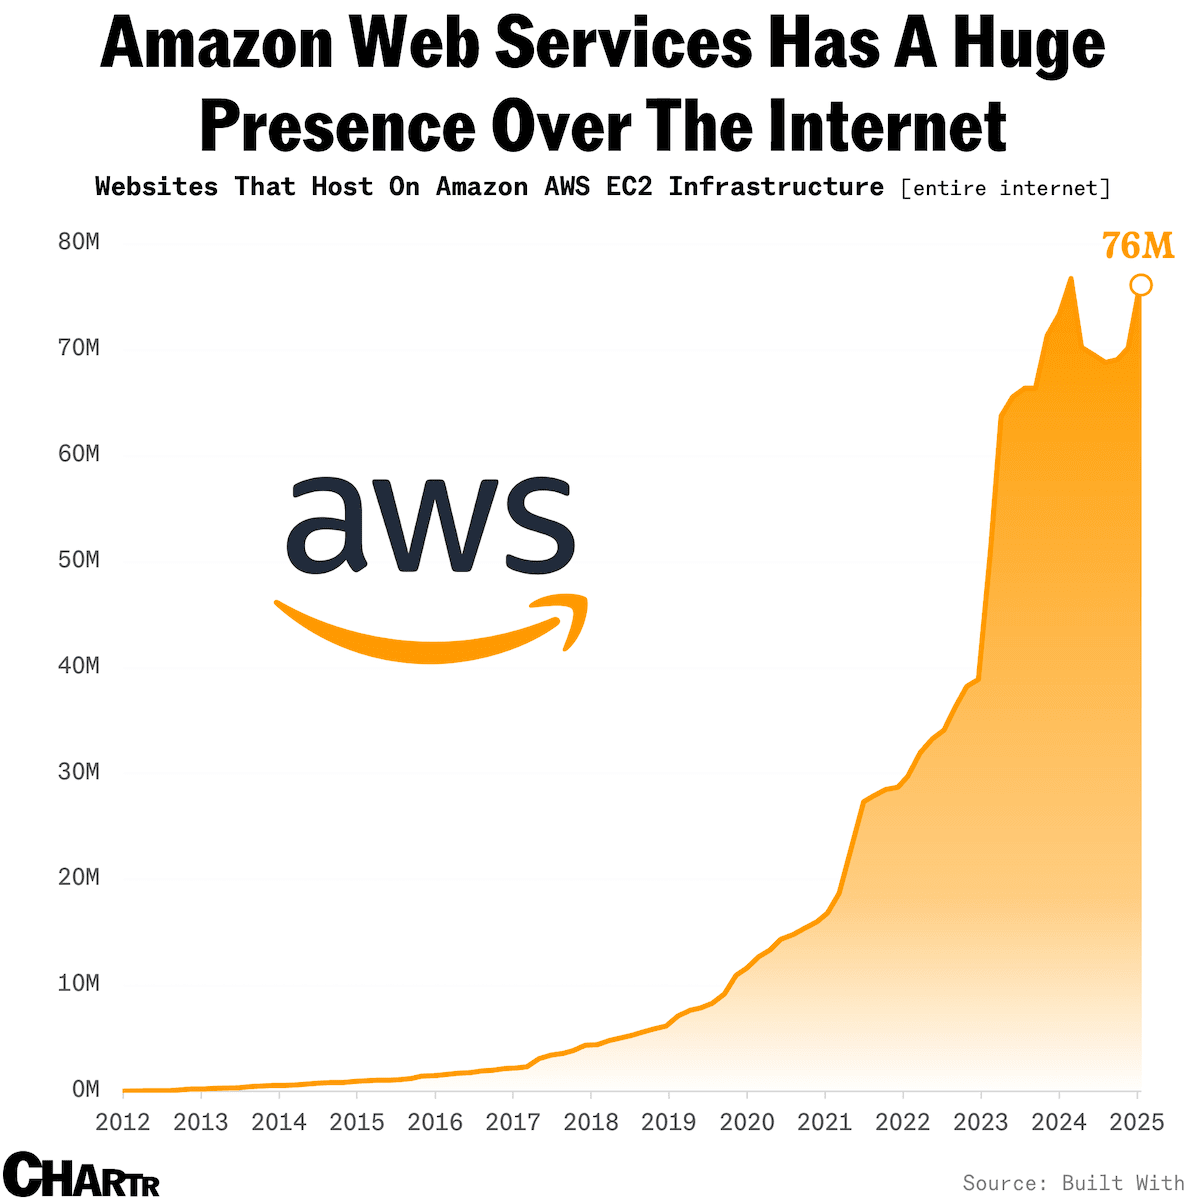 Amazon Web Services Has A Huge
Presence Over The Internet
Websites That Host On Amazon AWS EC2 Infrastructure [entire internet]
80M
76M
70M
60M
50M
40M
30M
20M
10M
0M
aws
2012 2013 2014 2015 2016 2017 2018 2019 2020 2021 2022 2023 2024 2025
CHARTR
Source: Built With